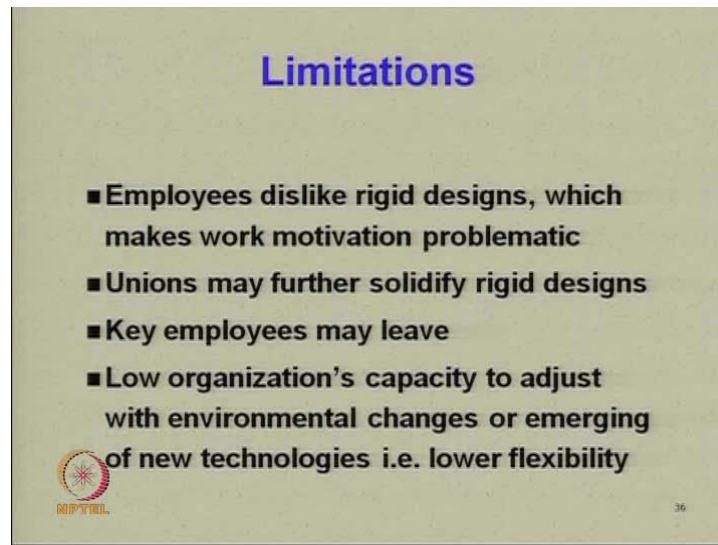 Limitations
■ Employees dislike rigid designs, which
makes work motivation problematic
■ Unions may further solidify rigid designs
■ Key employees may leave
■ Low organization's capacity to adjust
with environmental changes or emerging
of new technologies i.e. lower flexibility
NPTEL
36